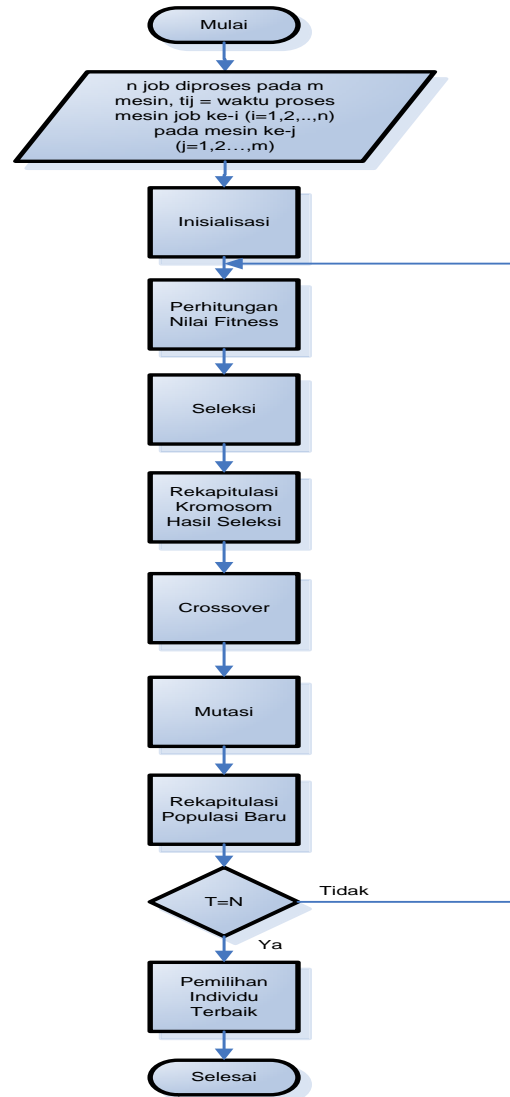 Mulai
n job diproses pada m
mesin, tij = waktu proses
mesin job ke-i (i=1,2,..,n)
pada mesin ke-j
(j=1,2...,m)
Inisialisasi
Perhitungan
Nilai Fitness
Seleksi
Rekapitulasi
Kromosom
Hasil Seleksi
Crossover
Mutasi
Rekapitulasi
Populasi Baru
T=N
Tidak
Ya
Pemilihan
Individu
Terbaik
Selesai